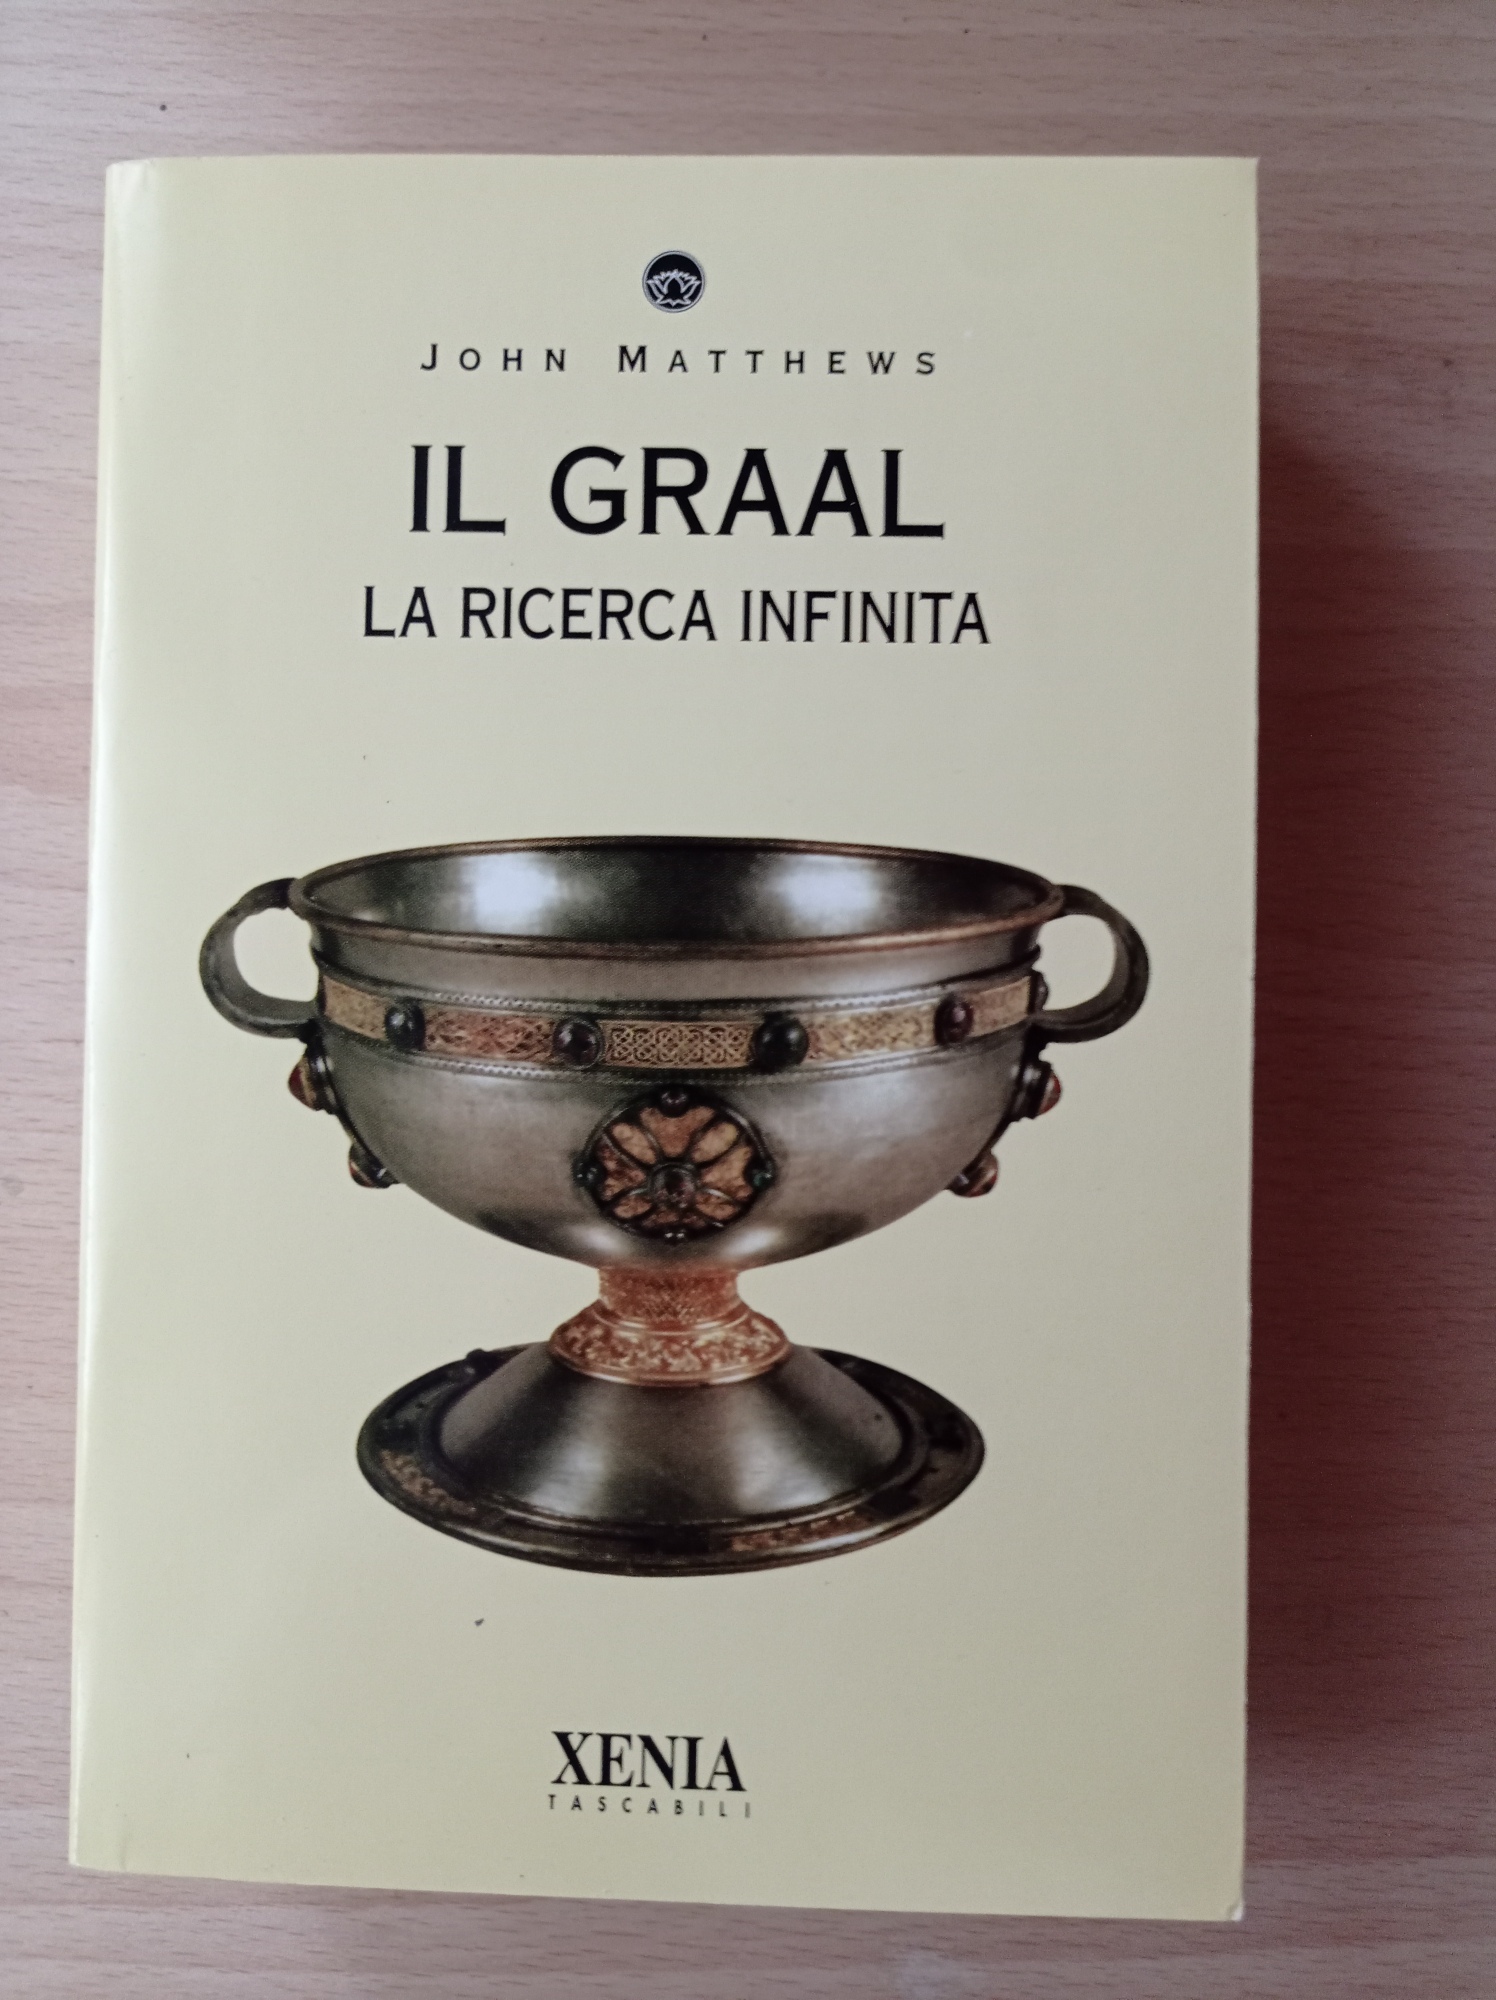 JOHN MATTHEWS
IL GRAAL
LA RICERCA INFINITA
XENIA
TASCABILI